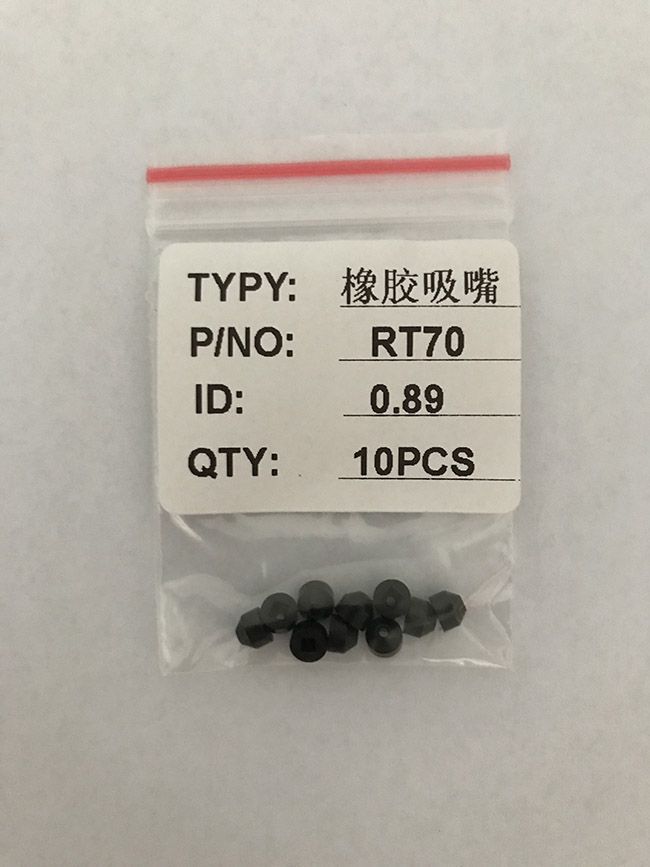 TYPY: 橡胶吸嘴
P/NO: RT70
ID: 0.89
QTY: 10PCS